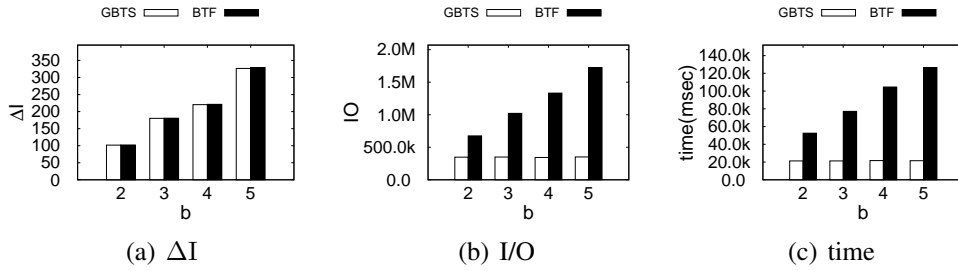 GBTS BTF
ΔI
350
300
250
200
150
100
50
0
2 3 4 5
b
(a) ΔI
GBTS BTF
IO
2.0M
1.5M
1.0M
500.0k
0.0
2 3 4 5
b
(b) I/O
GBTS BTF
time(msec)
140.0k
120.0k
100.0k
80.0k
60.0k
40.0k
20.0k
0.0
2 3 4 5
b
(c) time